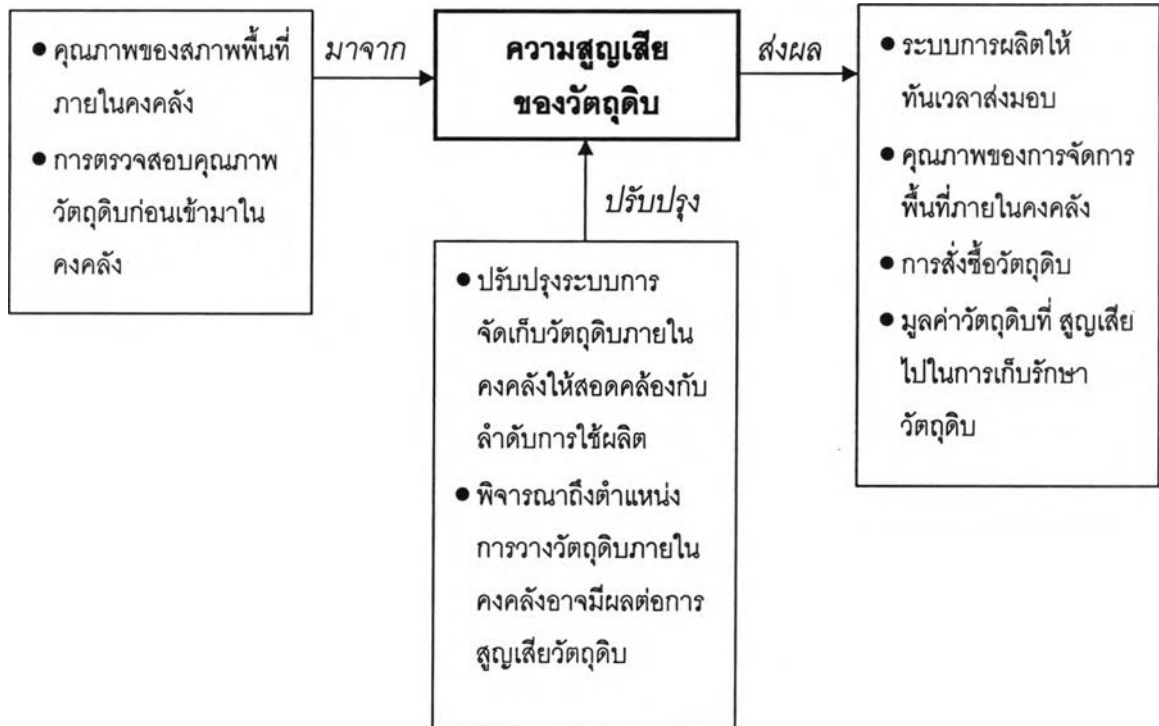 ● คุณภาพของสภาพพื้นที่
ภายในคงคลัง
● การตรวจสอบคุณภาพ
วัตถุดิบก่อนเข้ามาใน
คงคลัง
มาจาก
ความสูญเสีย
ของวัตถุดิบ
ส่งผล
● ระบบการผลิตให้
ทันเวลาส่งมอบ
● คุณภาพของการจัดการ
พื้นที่ภายในคงคลัง
● การสั่งซื้อวัตถุดิบ
● มูลค่าวัตถุดิบที่ สูญเสีย
ไปในการเก็บรักษา
วัตถุดิบ
ปรับปรุง
● ปรับปรุงระบบการ
จัดเก็บวัตถุดิบภายใน
คงคลังให้สอดคล้องกับ
ลำดับการใช้ผลิต
● พิจารณาถึงตำแหน่ง
การวางวัตถุดิบภายใน
คงคลังอาจมีผลต่อการ
สูญเสียวัตถุดิบ